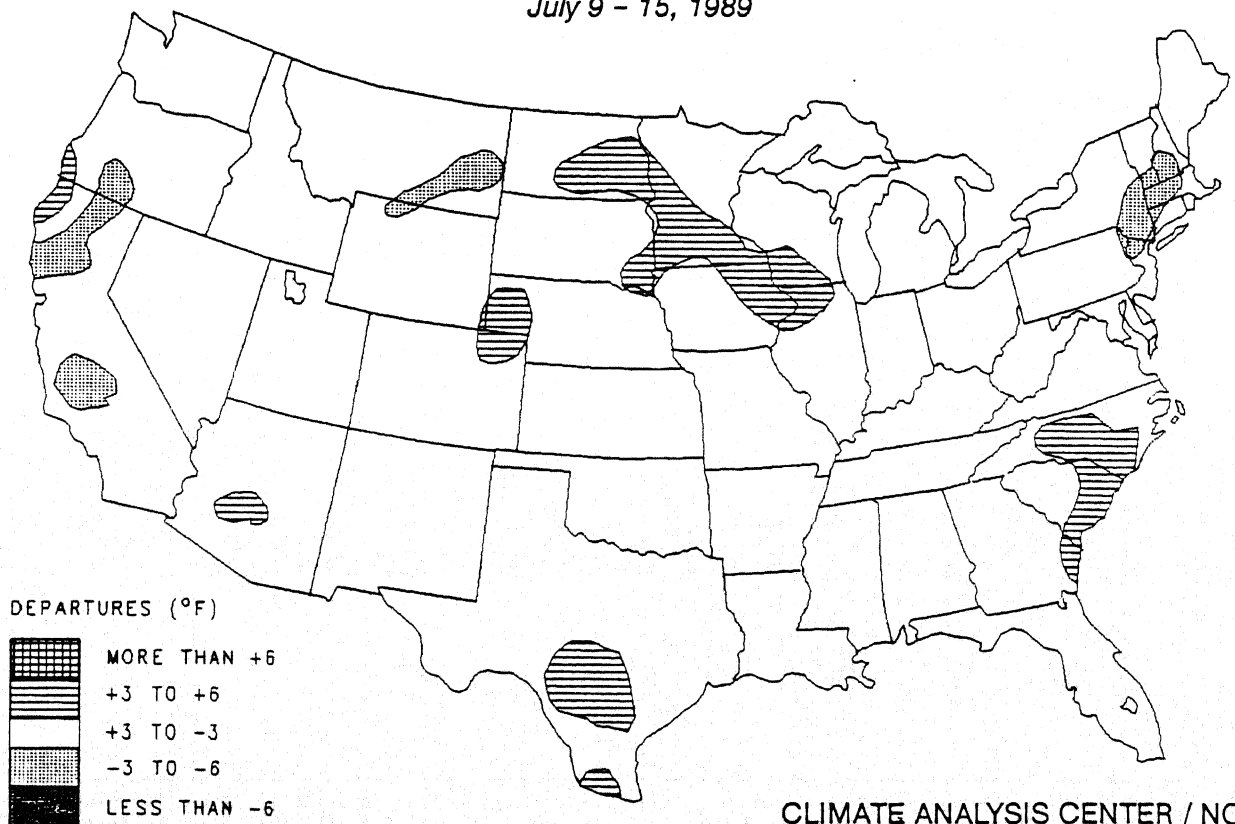 July 9 – 15, 1989
DEPARTURES (°F)
MORE THAN +6
+3 TO +6
+3 TO -3
-3 TO -6
LESS THAN -6
CLIMATE ANALYSIS CENTER / NO